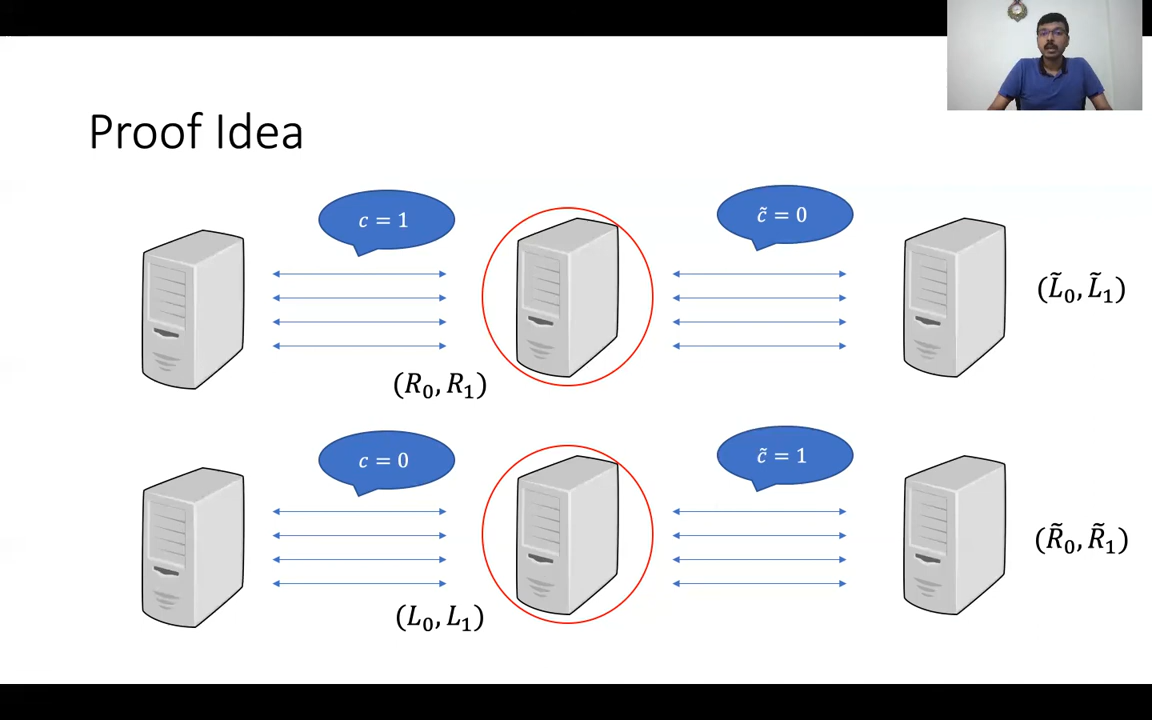 Proof Idea
c = 1
c̃ = 0
(L̃₀, L̃₁)
(R₀, R₁)
c = 0
c̃ = 1
(R̃₀, R̃₁)
(L₀, L₁)